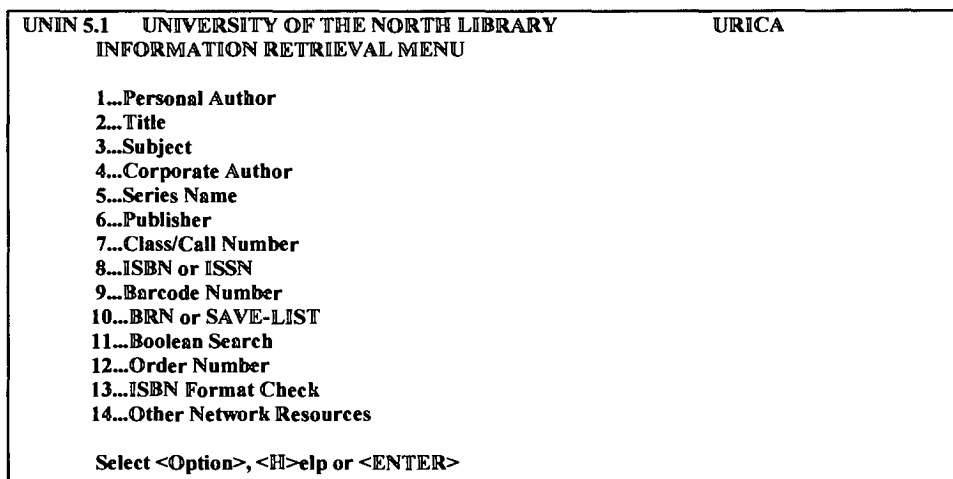 UNIN 5.1 UNIVERSITY OF THE NORTH LIBRARY URICA
INFORMATION RETRIEVAL MENU
1...Personal Author
2...Title
3...Subject
4...Corporate Author
5...Series Name
6...Publisher
7...Class/Call Number
8...ISBN or ISSN
9...Barcode Number
10...BRN or SAVE-LIST
11...Boolean Search
12...Order Number
13...ISBN Format Check
14...Other Network Resources
Select <Option>, <H>elp or <ENTER>